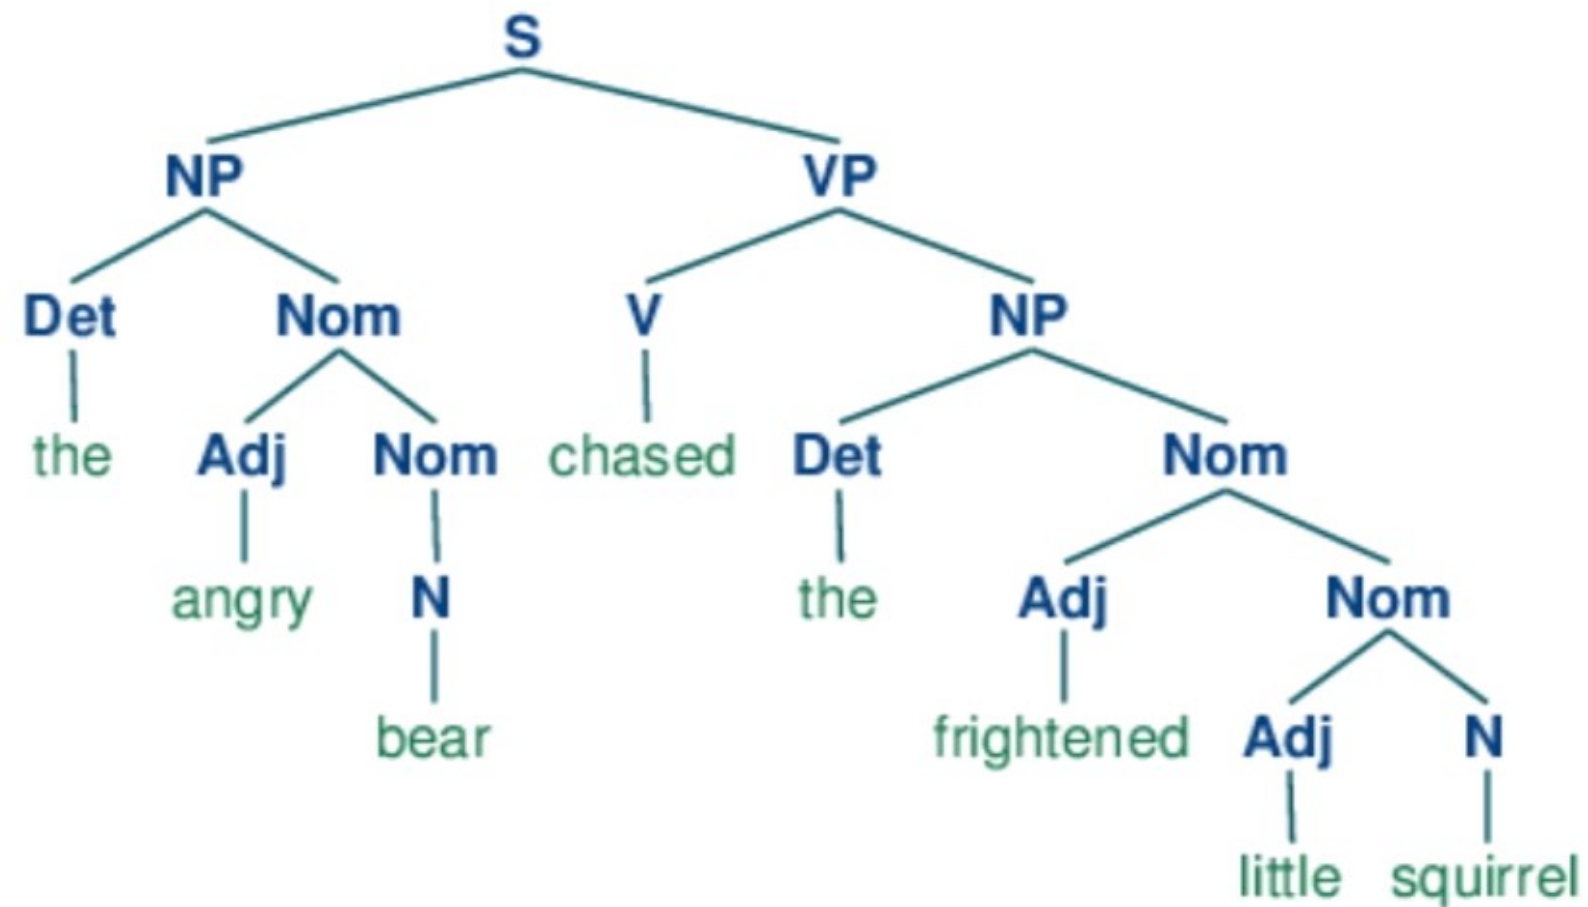 S
NP VP
Det Nom V NP
the Adj Nom chased Det Nom
angry N the Adj Nom
bear frightened Adj N
little squirrel